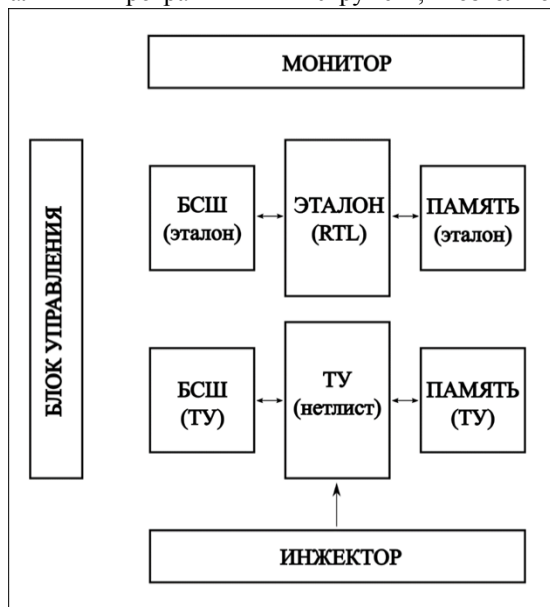 МОНИТОР
БЛОК УПРАВЛЕНИЯ
БСШ
(эталон)
ЭТАЛОН
(RTL)
ПАМЯТЬ
(эталон)
БСШ
(ТУ)
ТУ
(нетлист)
ПАМЯТЬ
(ТУ)
ИНЖЕКТОР